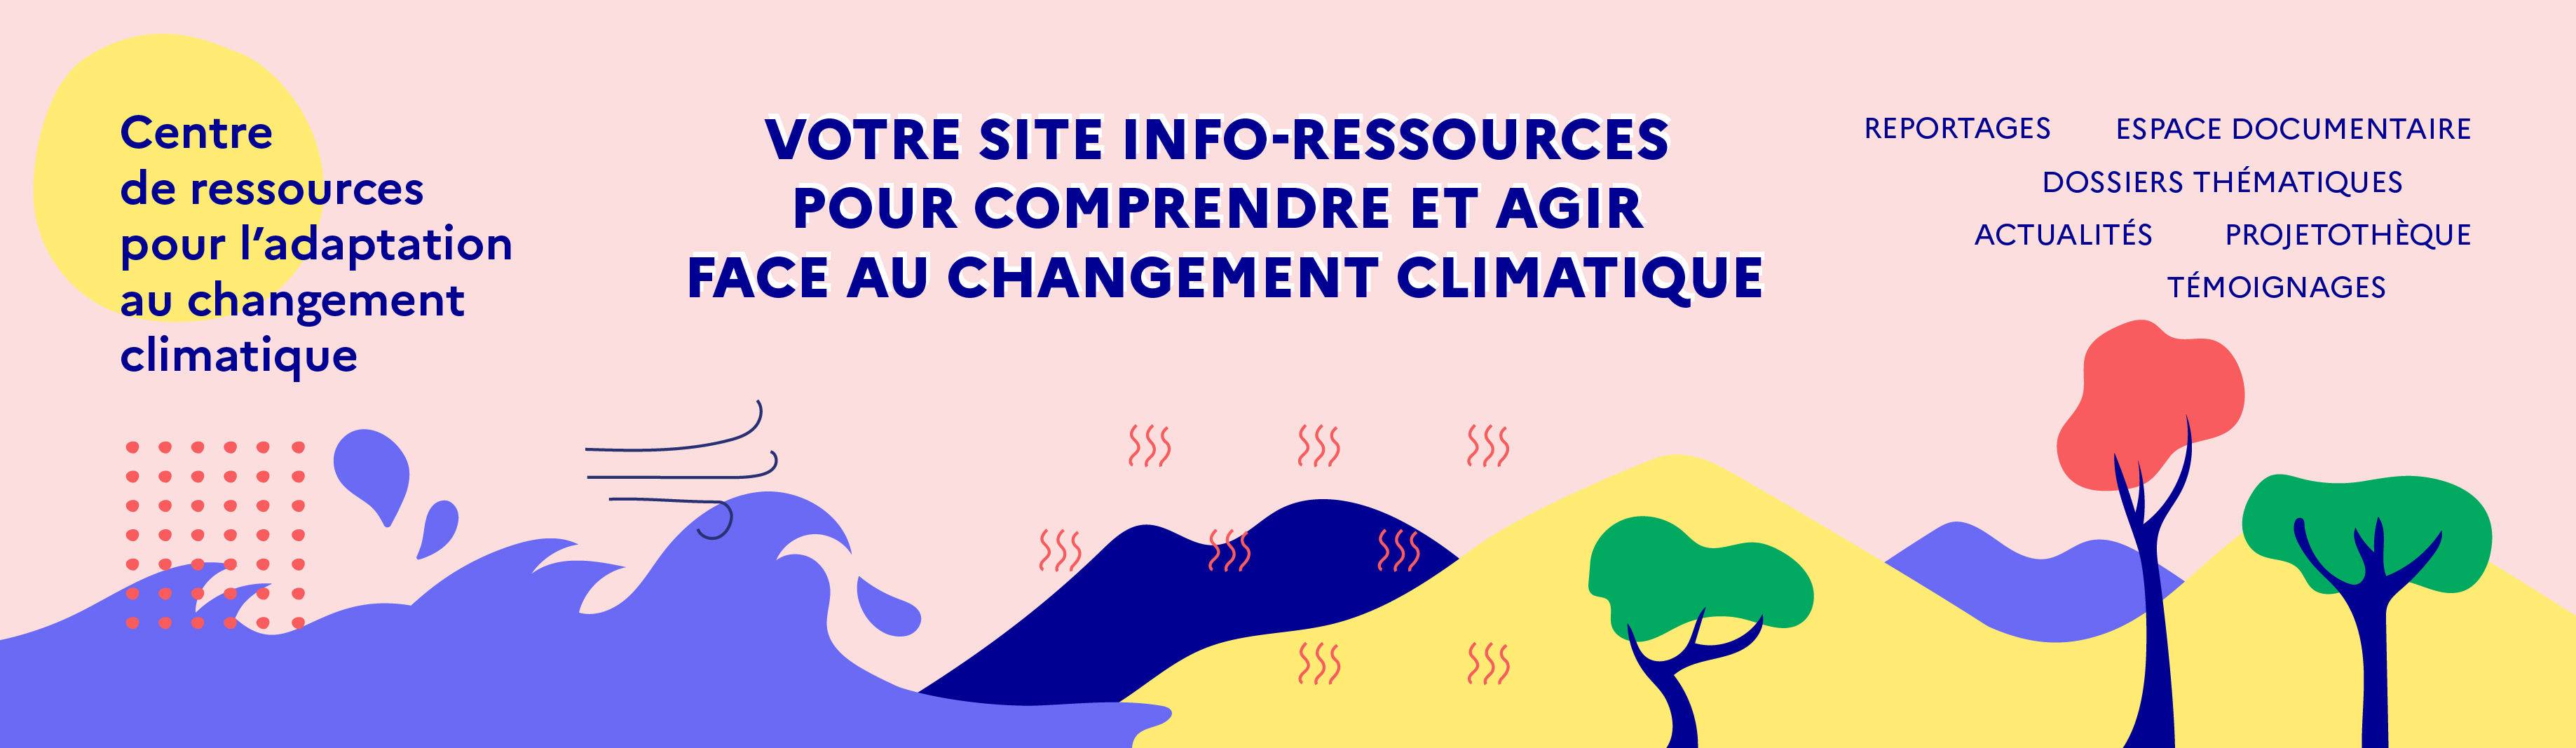 Centre
de ressources
pour l’adaptation
au changement
climatique
VOTRE SITE INFO-RESSOURCES
POUR COMPRENDRE ET AGIR
FACE AU CHANGEMENT CLIMATIQUE
REPORTAGES ESPACE DOCUMENTAIRE
DOSSIERS THÉMATIQUES
ACTUALITÉS PROJETOTHÈQUE
TÉMOIGNAGES